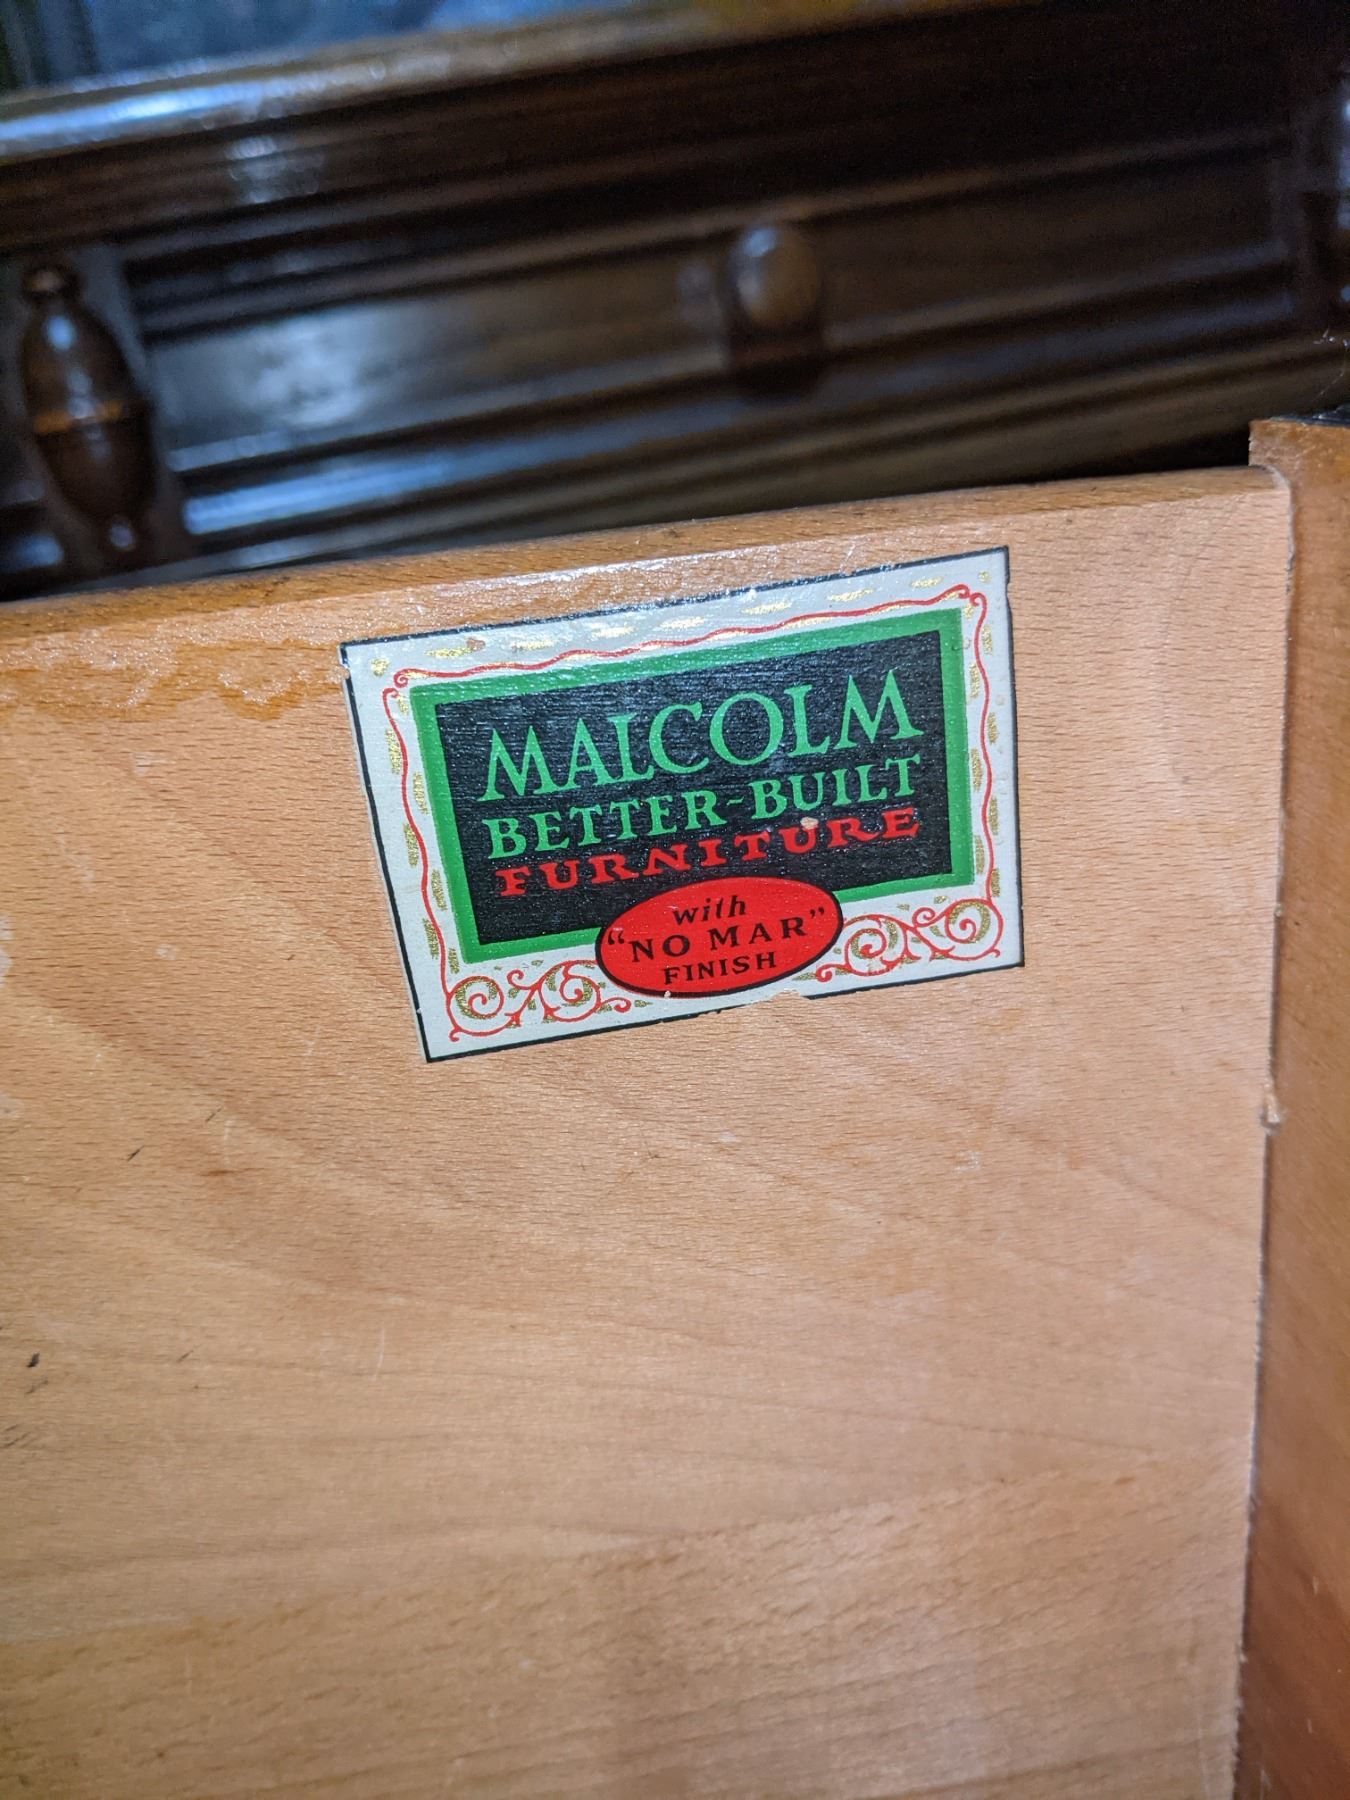 MALCOLM
BETTER-BUILT
FURNITURE
with
"NO MAR"
FINISH